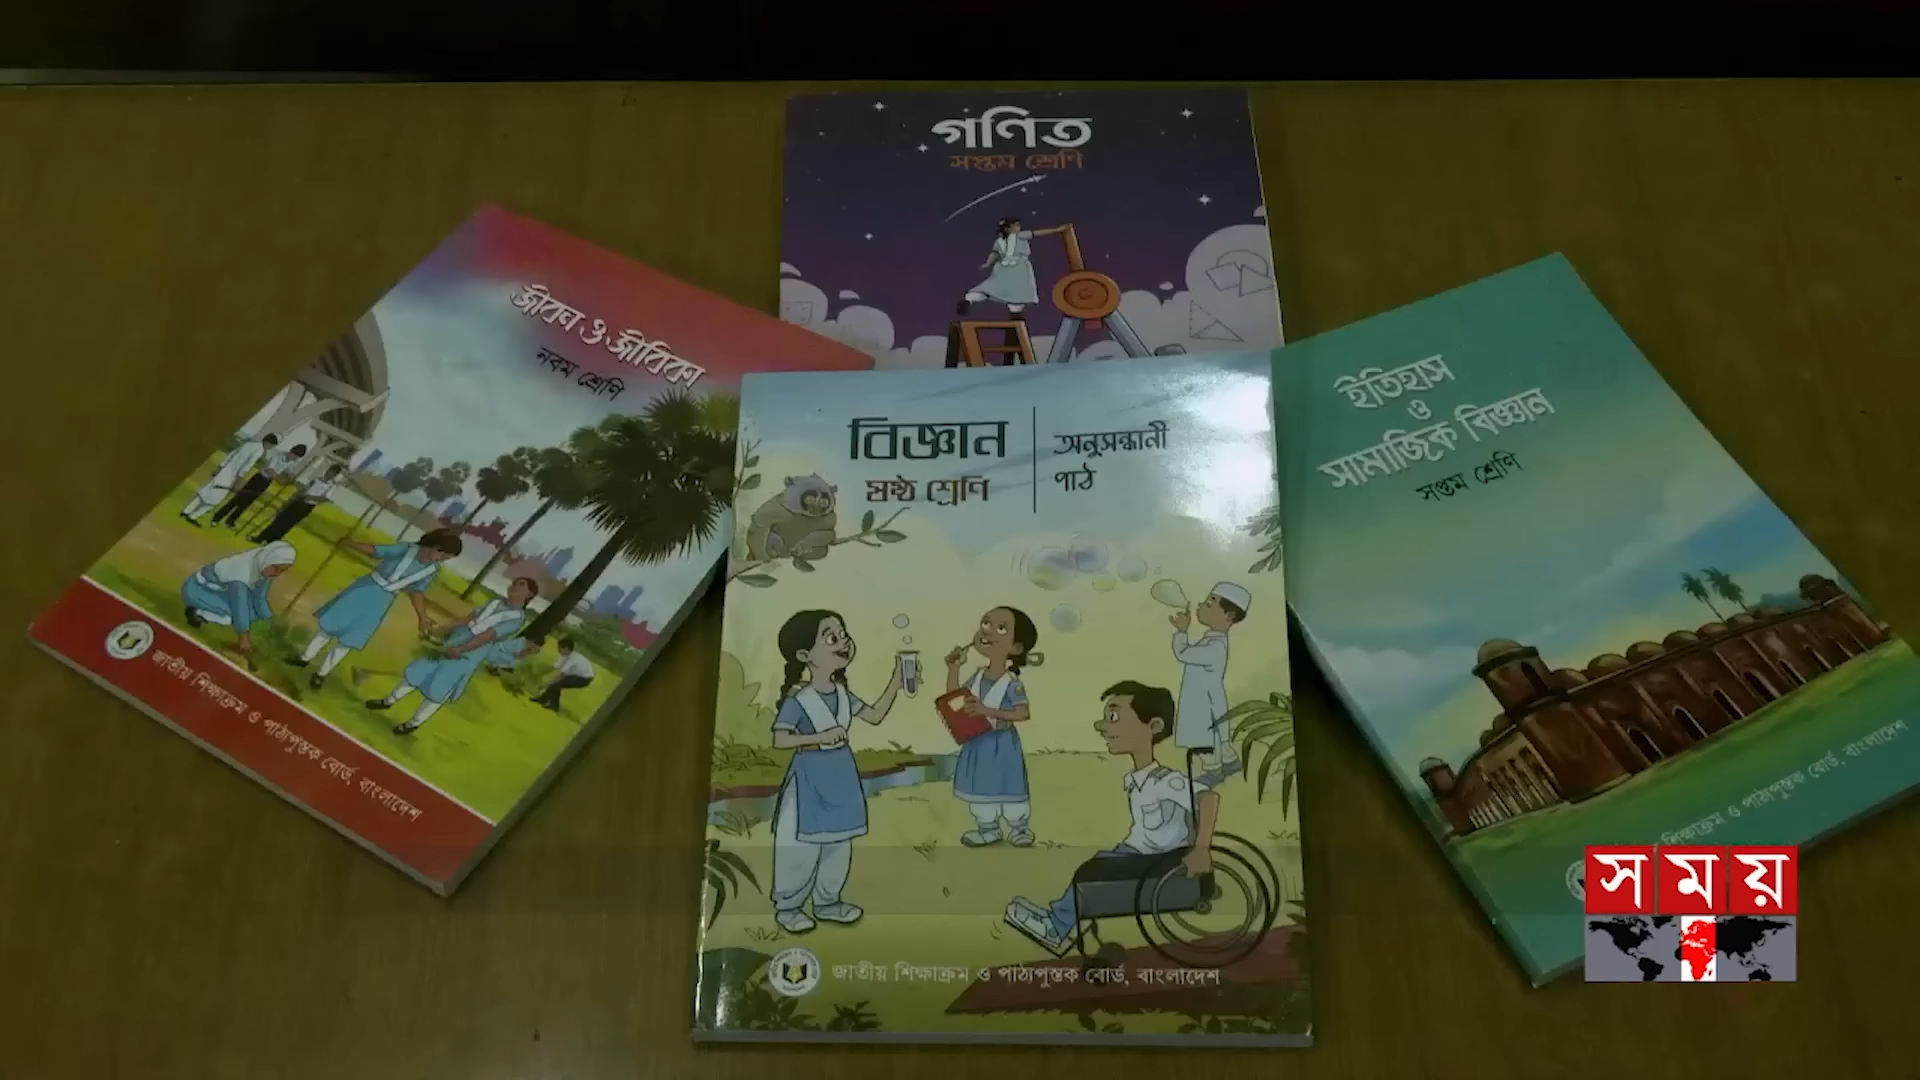 গণিত
সপ্তম শ্রেণি
জীবন ও জীবিকা
নবম শ্রেণি
জাতীয় শিক্ষাক্রম ও পাঠ্যপুস্তক বোর্ড, বাংলাদেশ
বিজ্ঞান
ষষ্ঠ শ্রেণি
অনুসন্ধানী
পাঠ
জাতীয় শিক্ষাক্রম ও পাঠ্যপুস্তক বোর্ড, বাংলাদেশ
ইতিহাস
ও
সামাজিক বিজ্ঞান
সপ্তম শ্রেণি
শিক্ষাক্রম ও পাঠ্যপুস্তক বোর্ড, বাংলাদেশ
সময়